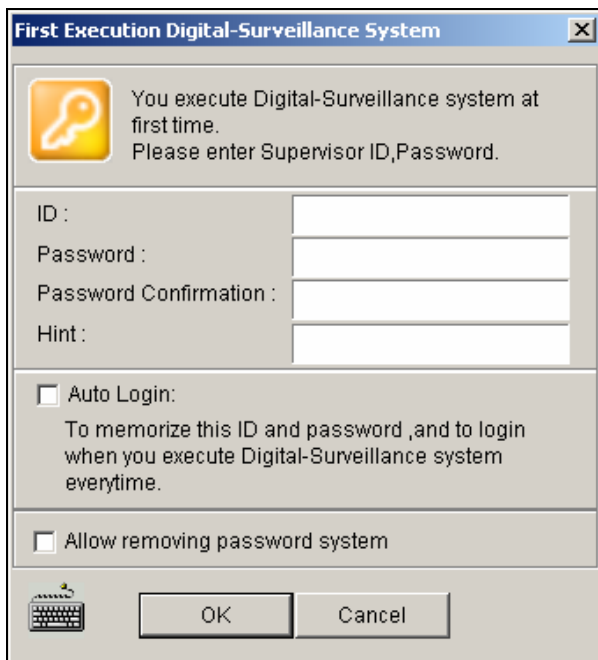 First Execution Digital-Surveillance System
You execute Digital-Surveillance system at
first time.
Please enter Supervisor ID,Password.
ID :
Password :
Password Confirmation :
Hint :
Auto Login:
To memorize this ID and password ,and to login
when you execute Digital-Surveillance system
everytime.
Allow removing password system
OK
Cancel